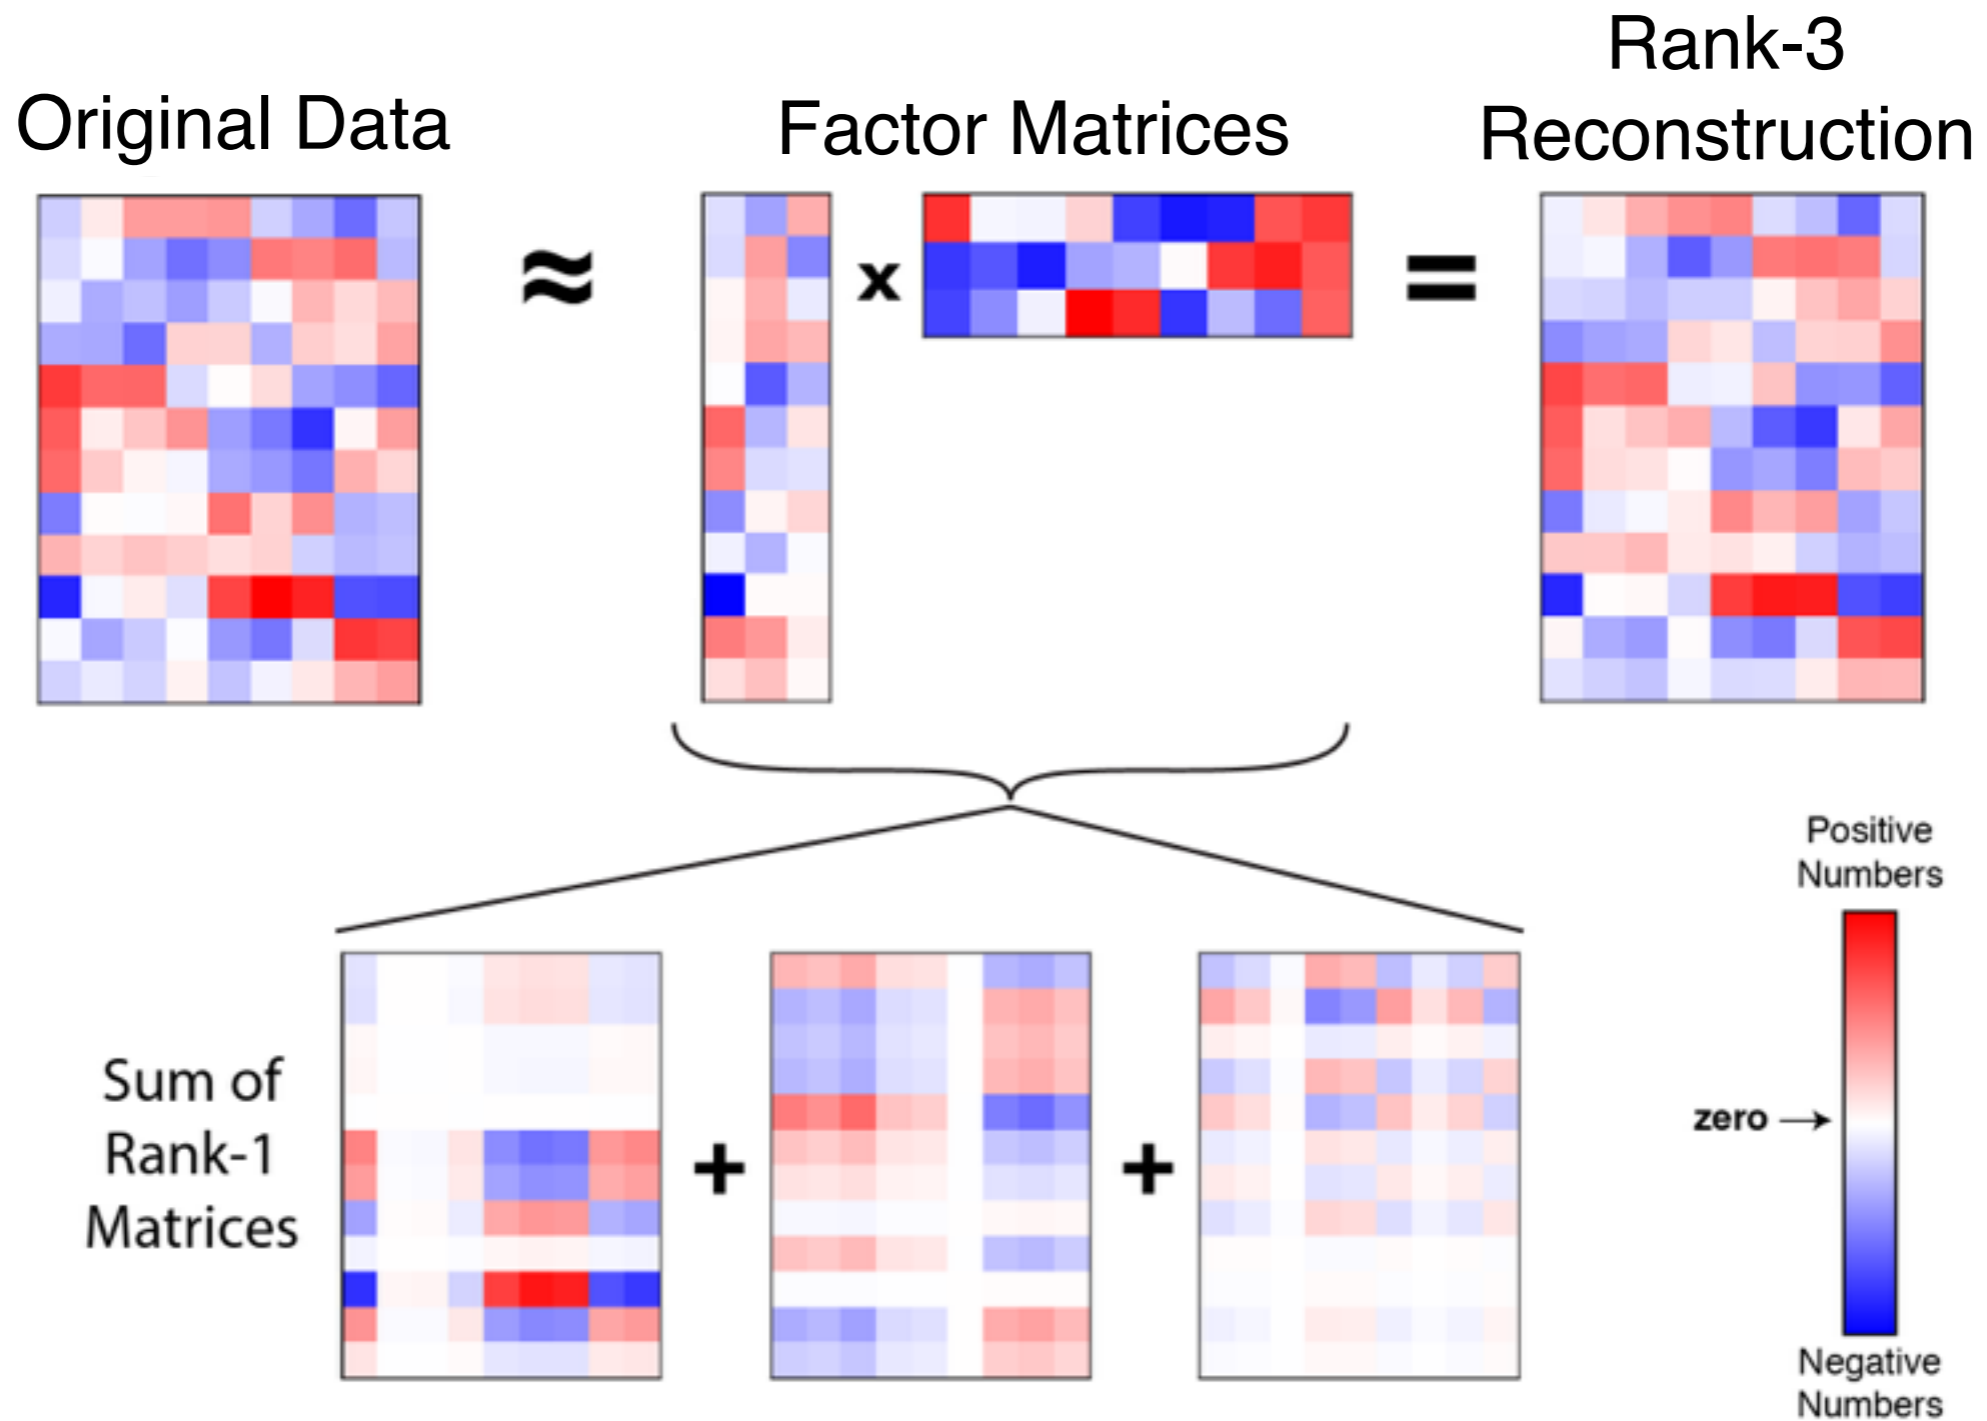 Original Data
Factor Matrices
Rank-3
Reconstruction
≈
x
=
Sum of
Rank-1
Matrices
+
+
Positive
Numbers
zero →
Negative
Numbers